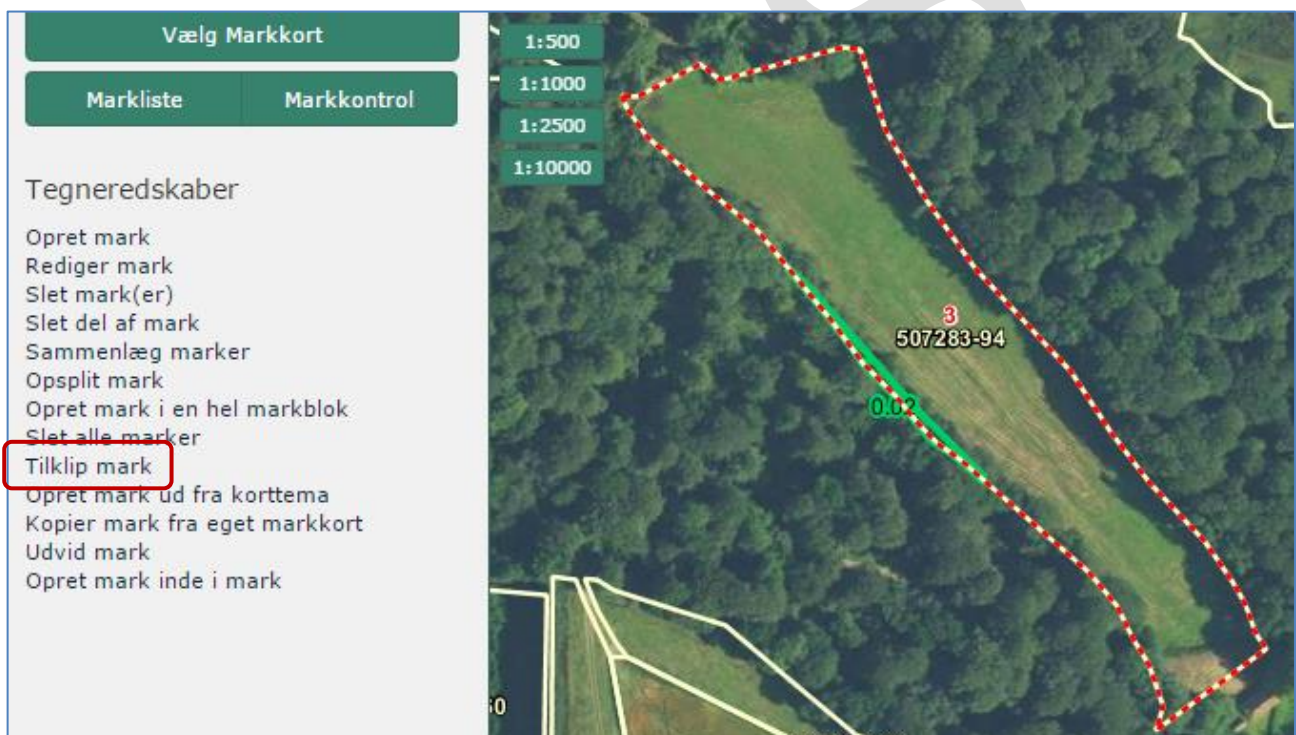 Vælg Markkort
Markliste
Markkontrol
Tegneredskaber
Opret mark
Rediger mark
Slet mark(er)
Slet del af mark
Sammenlæg marker
Opsplit mark
Opret mark i en hel markblok
Slet alle marker
Tilklip mark
Opret mark ud fra korttema
Kopier mark fra eget markkort
Udvid mark
Opret mark inde i mark
1:500
1:1000
1:2500
1:10000
3
507283-94
0.02